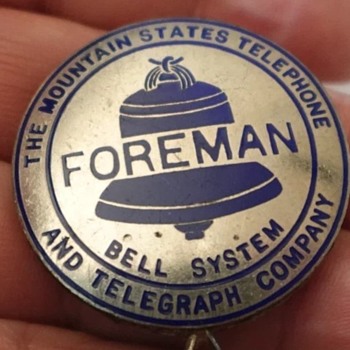 THE MOUNTAIN STATES TELEPHONE
FOREMAN
BELL SYSTEM
AND TELEGRAPH COMPANY